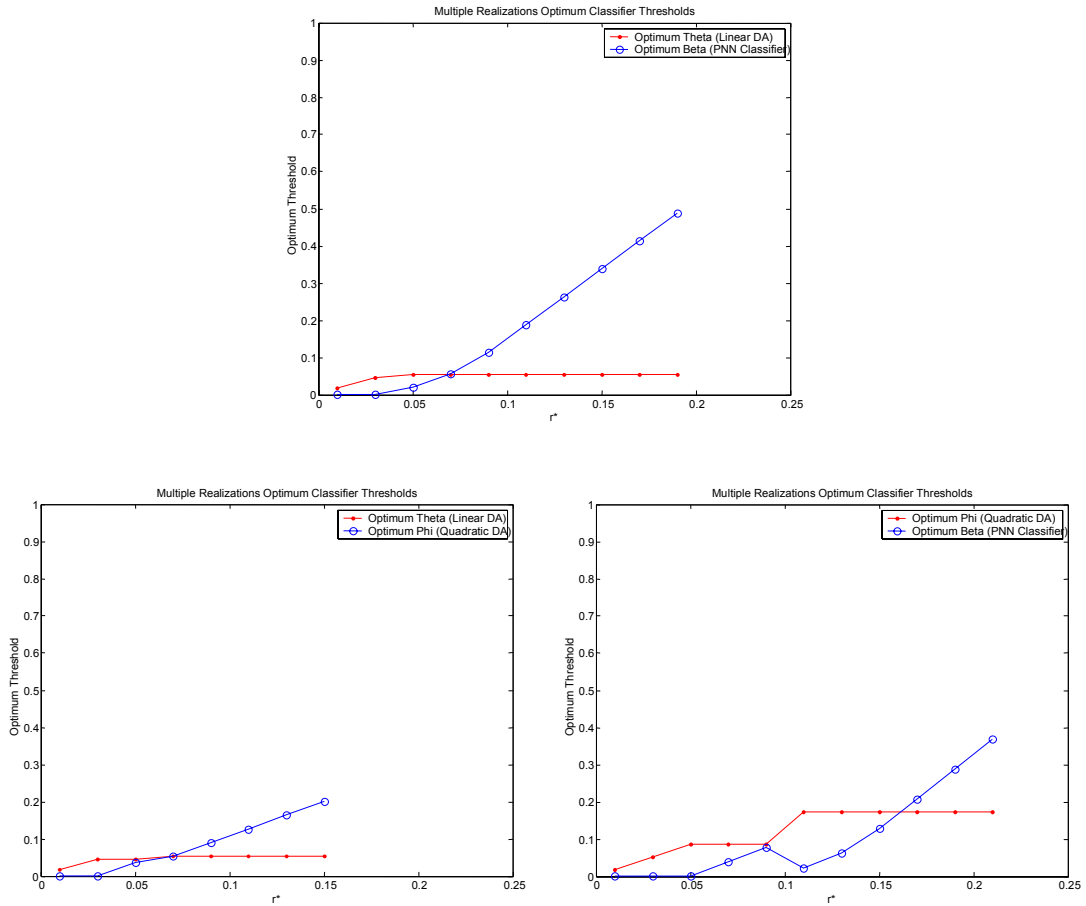 Multiple Realizations Optimum Classifier Thresholds
Optimum Theta (Linear DA)
Optimum Beta (PNN Classifier)
1
0.9
0.8
0.7
0.6
0.5
0.4
0.3
0.2
0.1
0
Optimum Threshold
0 0.05 0.1 0.15 0.2 0.25
r*
Multiple Realizations Optimum Classifier Thresholds
Optimum Theta (Linear DA)
Optimum Phi (Quadratic DA)
1
0.9
0.8
0.7
0.6
0.5
0.4
0.3
0.2
0.1
0
Optimum Threshold
0 0.05 0.1 0.15 0.2 0.25
r*
Multiple Realizations Optimum Classifier Thresholds
Optimum Phi (Quadratic DA)
Optimum Beta (PNN Classifier)
1
0.9
0.8
0.7
0.6
0.5
0.4
0.3
0.2
0.1
0
Optimum Threshold
0 0.05 0.1 0.15 0.2 0.25
r*